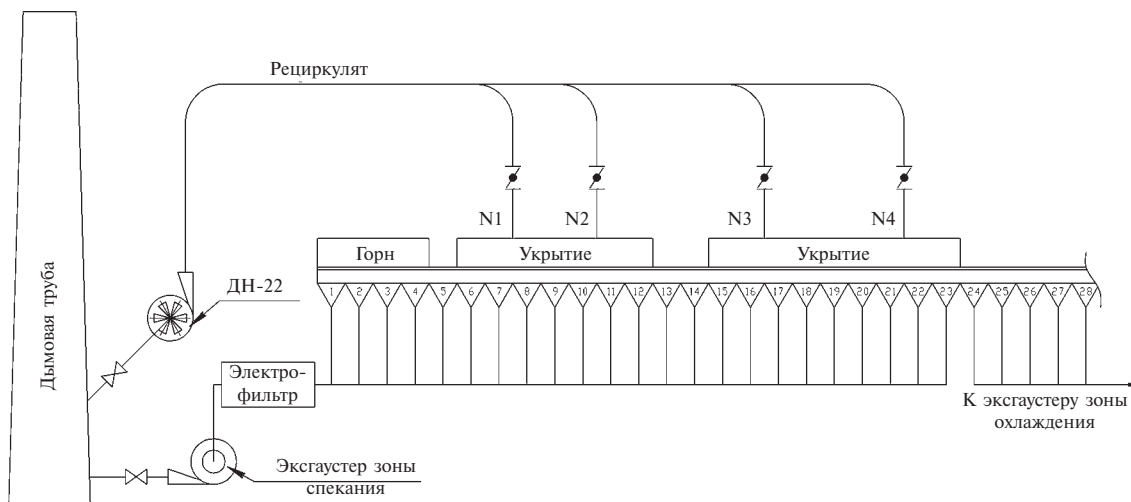 Рециркулят
N1
N2
N3
N4
Горн
Укрытие
Укрытие
ДН-22
1 2 3 4 5 6 7 8 9 10 11 12 13 14 15 16 17 18 19 20 21 22 23 24 25 26 27 28
Дымовая труба
Электро-
фильтр
К эксгаустеру зоны
охлаждения
Эксгаустер зоны
спекания